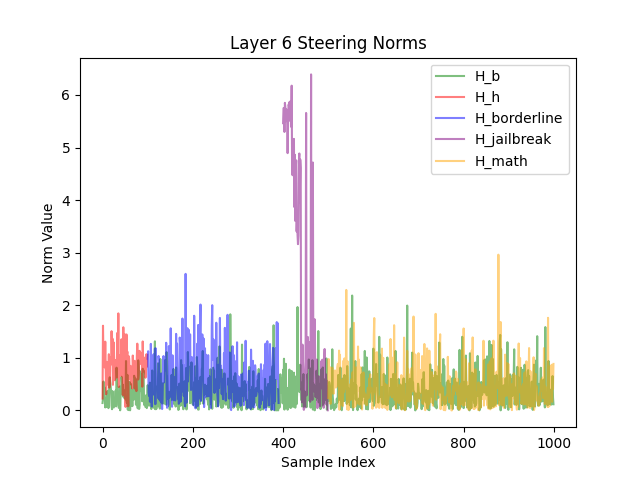 Layer 6 Steering Norms
H_b
H_h
H_borderline
H_jailbreak
H_math
Norm Value
6
5
4
3
2
1
0
0
200
400
600
800
1000
Sample Index